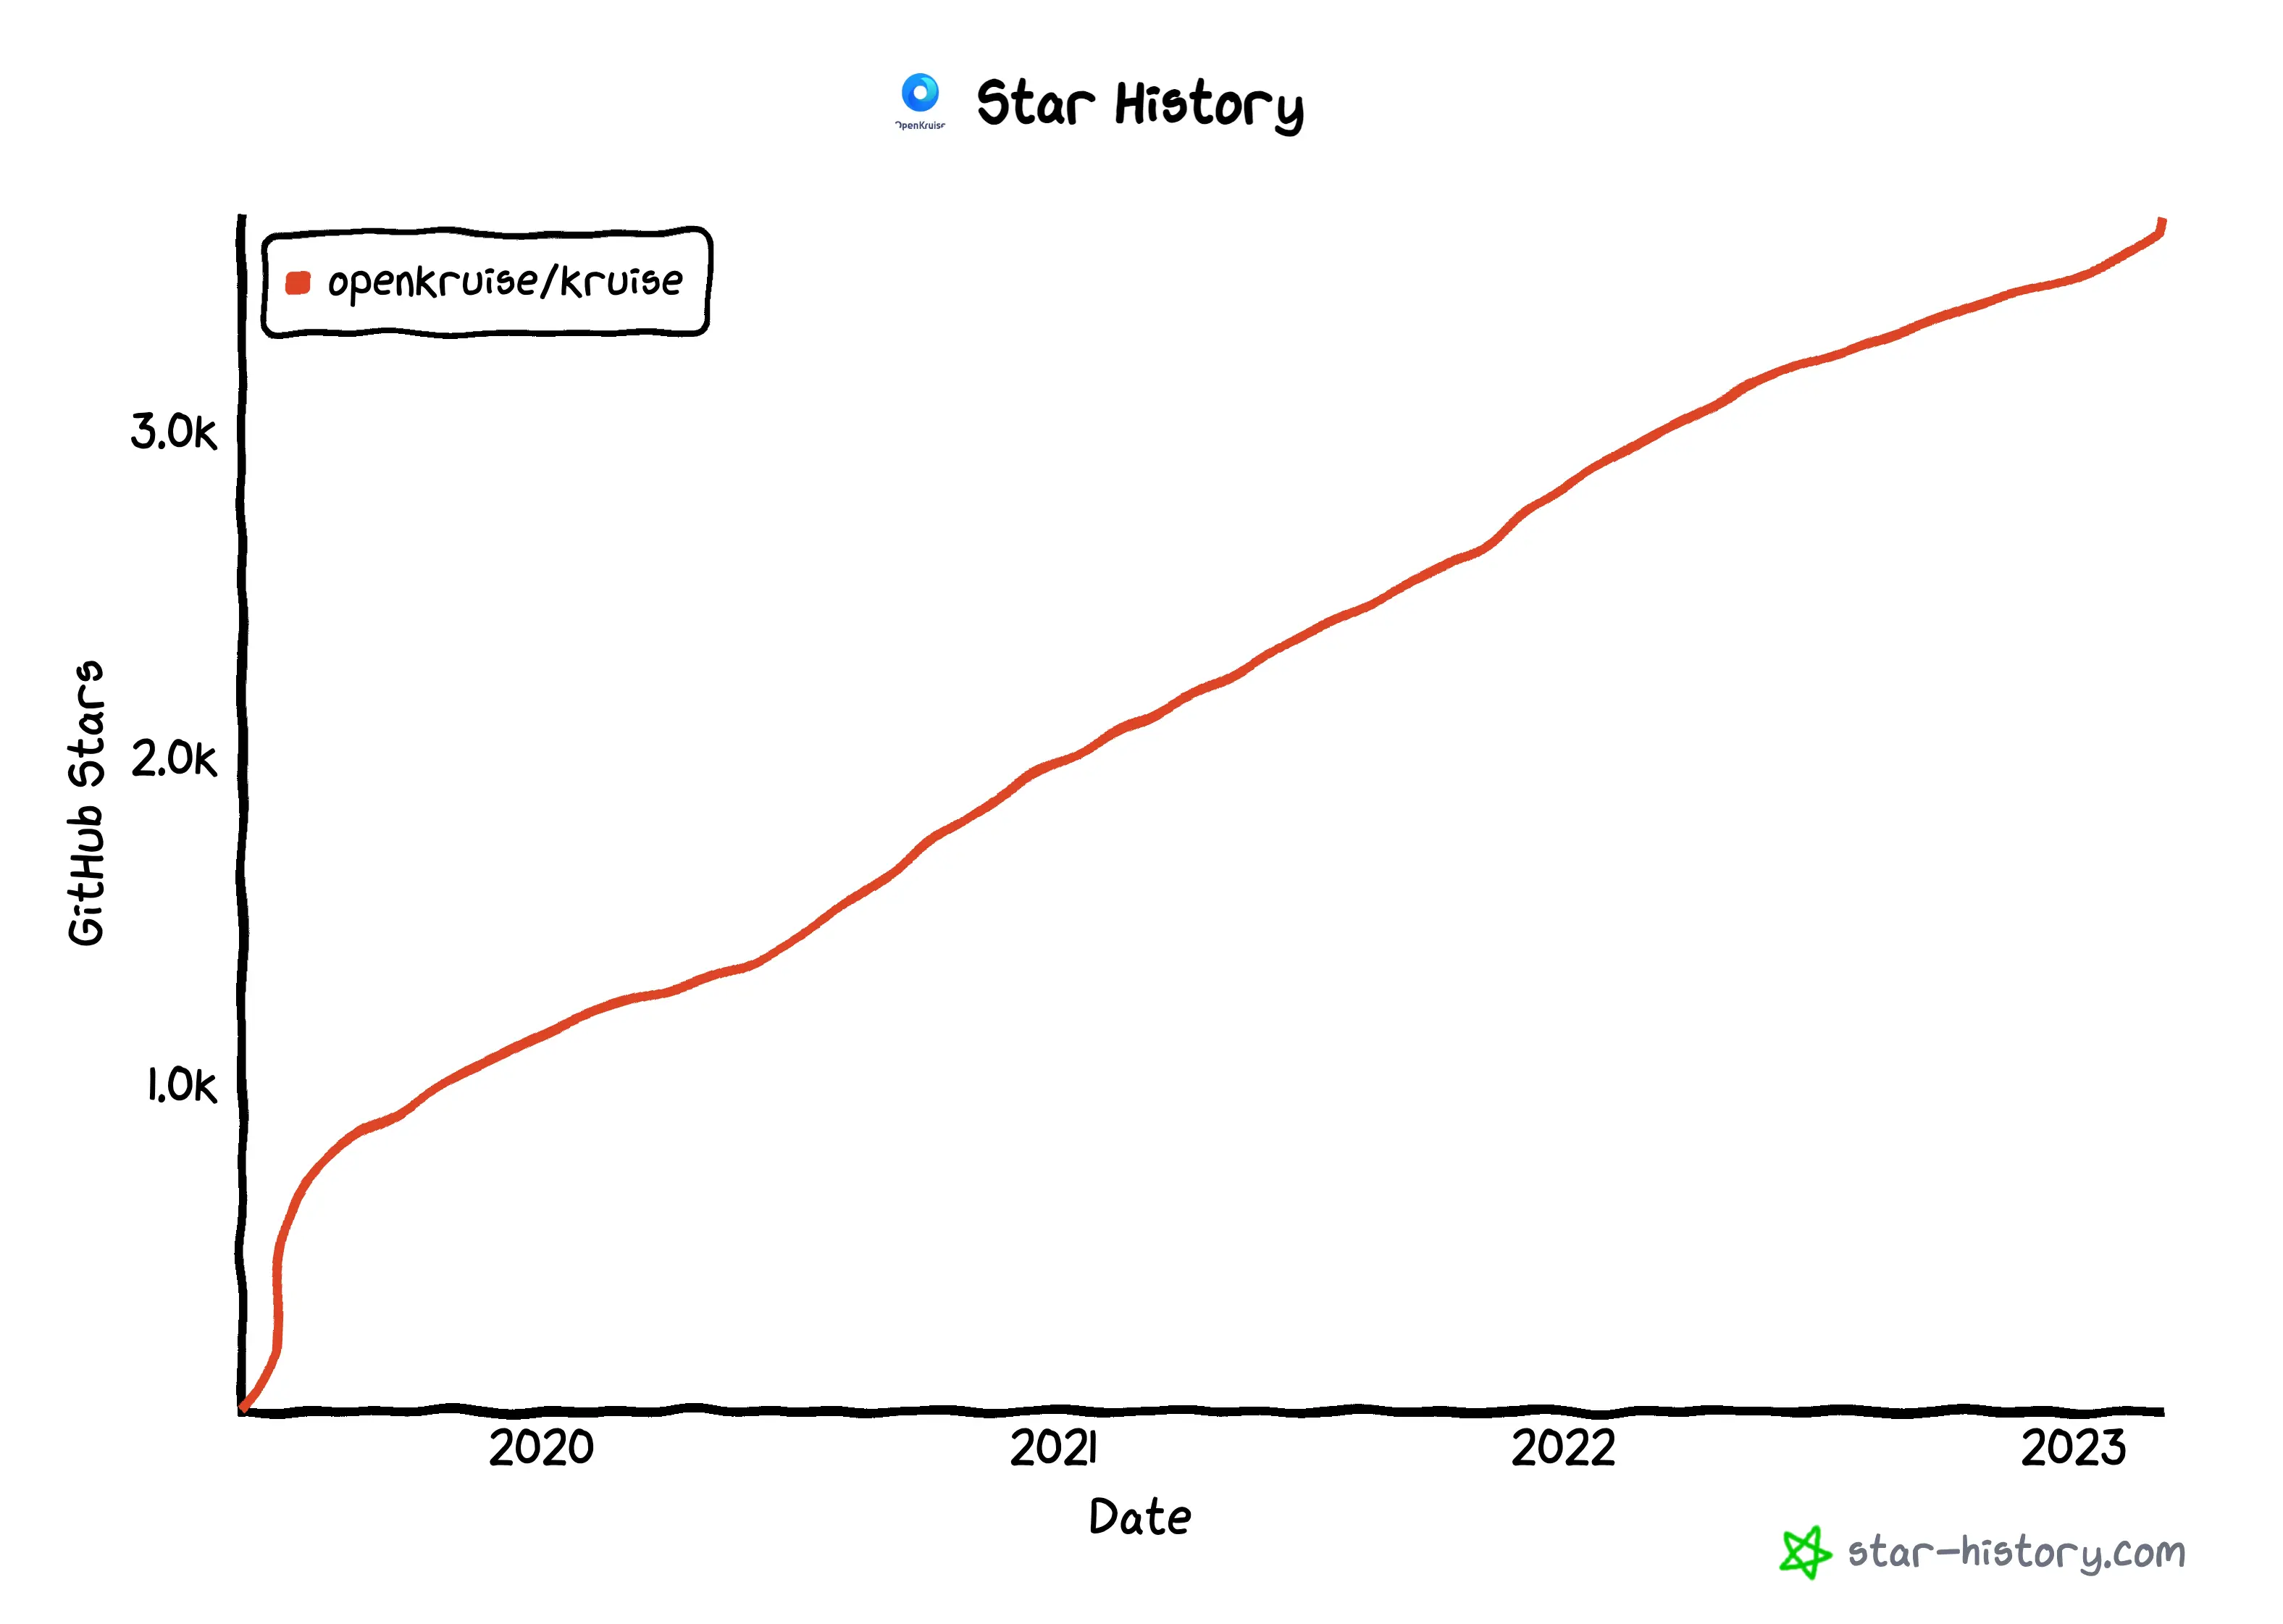 OpenKruise
Star History
openkruise/kruise
3.0K
2.0K
1.0K
GitHub Stars
2020
2021
2022
2023
Date
star-history.com